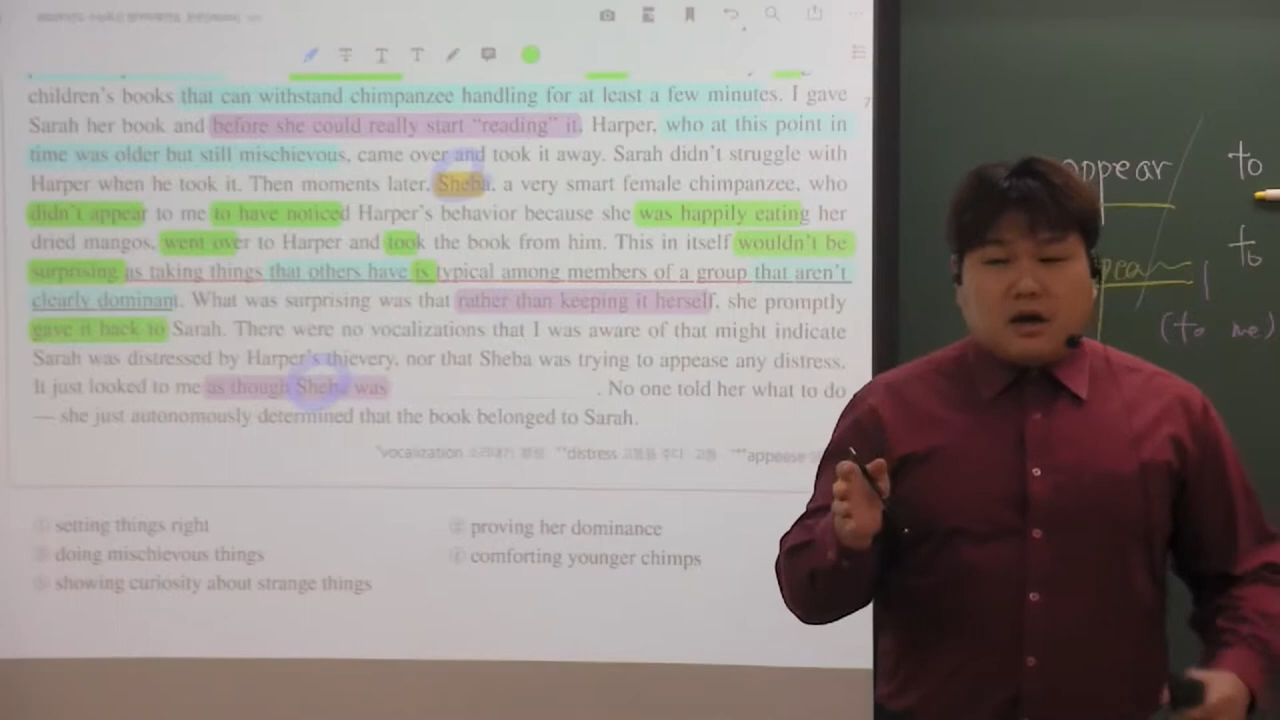 children's books that can withstand chimpanzee handling for at least a few minutes. I gave
Sarah her book and before she could really start “reading” it, Harper, who at this point in
time was older but still mischievous, came over and took it away. Sarah didn't struggle with
Harper when he took it. Then moments later, Sheba, a very smart female chimpanzee, who
didn't appear to me to have noticed Harper's behavior because she was happily eating her
dried mangos, went over to Harper and took the book from him. This in itself wouldn't be
surprising as taking things that others have is typical among members of a group that aren't
clearly dominant. What was surprising was that rather than keeping it herself, she promptly
gave it back to Sarah. There were no vocalizations that I was aware of that might indicate
Sarah was distressed by Harper's thievery, nor that Sheba was trying to appease any distress.
It just looked to me as though Sheba was . No one told her what to do
— she just autonomously determined that the book belonged to Sarah.
*vocalization **distress ***appease
① setting things right
② proving her dominance
③ doing mischievous things
④ comforting younger chimps
⑤ showing curiosity about strange things
appear to
to
(to me)